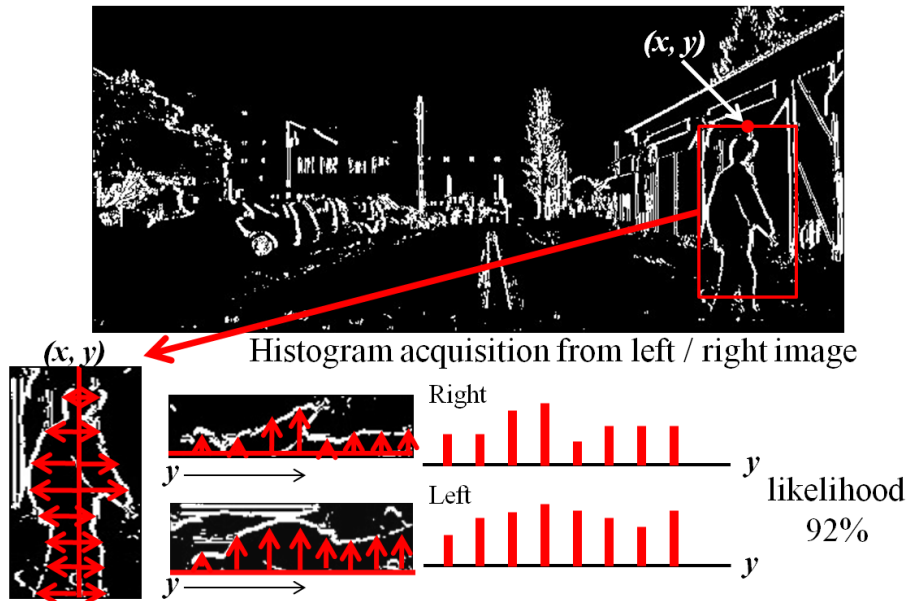 (x, y)
(x, y)
Histogram acquisition from left / right image
Right
y
y
Left
likelihood
92%
y
y